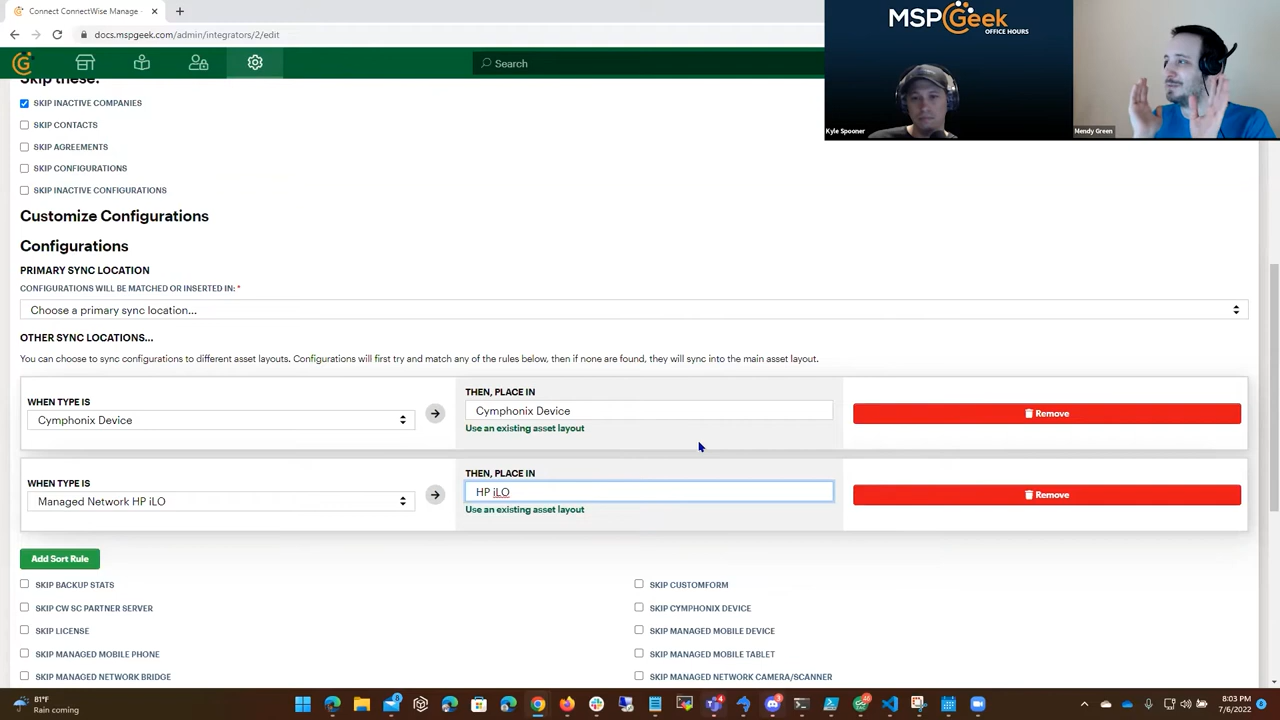 Connect ConnectWise Manage -
docs.mspgeek.com/admin/integrators/2/edit
Search
MSPGeek
OFFICE HOURS
Kyle Spooner
Mendy Green
Skip these:
SKIP INACTIVE COMPANIES
SKIP CONTACTS
SKIP AGREEMENTS
SKIP CONFIGURATIONS
SKIP INACTIVE CONFIGURATIONS
Customize Configurations
Configurations
PRIMARY SYNC LOCATION
CONFIGURATIONS WILL BE MATCHED OR INSERTED IN: *
Choose a primary sync location...
OTHER SYNC LOCATIONS...
You can choose to sync configurations to different asset layouts. Configurations will first try and match any of the rules below, then if none are found, they will sync into the main asset layout.
WHEN TYPE IS
Cymphonix Device
THEN, PLACE IN
Cymphonix Device
Use an existing asset layout
Remove
WHEN TYPE IS
Managed Network HP iLO
THEN, PLACE IN
HP iLO
Use an existing asset layout
Remove
Add Sort Rule
SKIP BACKUP STATS
SKIP CUSTOMFORM
SKIP CW SC PARTNER SERVER
SKIP CYMPHONIX DEVICE
SKIP LICENSE
SKIP MANAGED MOBILE DEVICE
SKIP MANAGED MOBILE PHONE
SKIP MANAGED MOBILE TABLET
SKIP MANAGED NETWORK BRIDGE
SKIP MANAGED NETWORK CAMERA/SCANNER
81°F
Rain coming
8:03 PM
7/6/2022